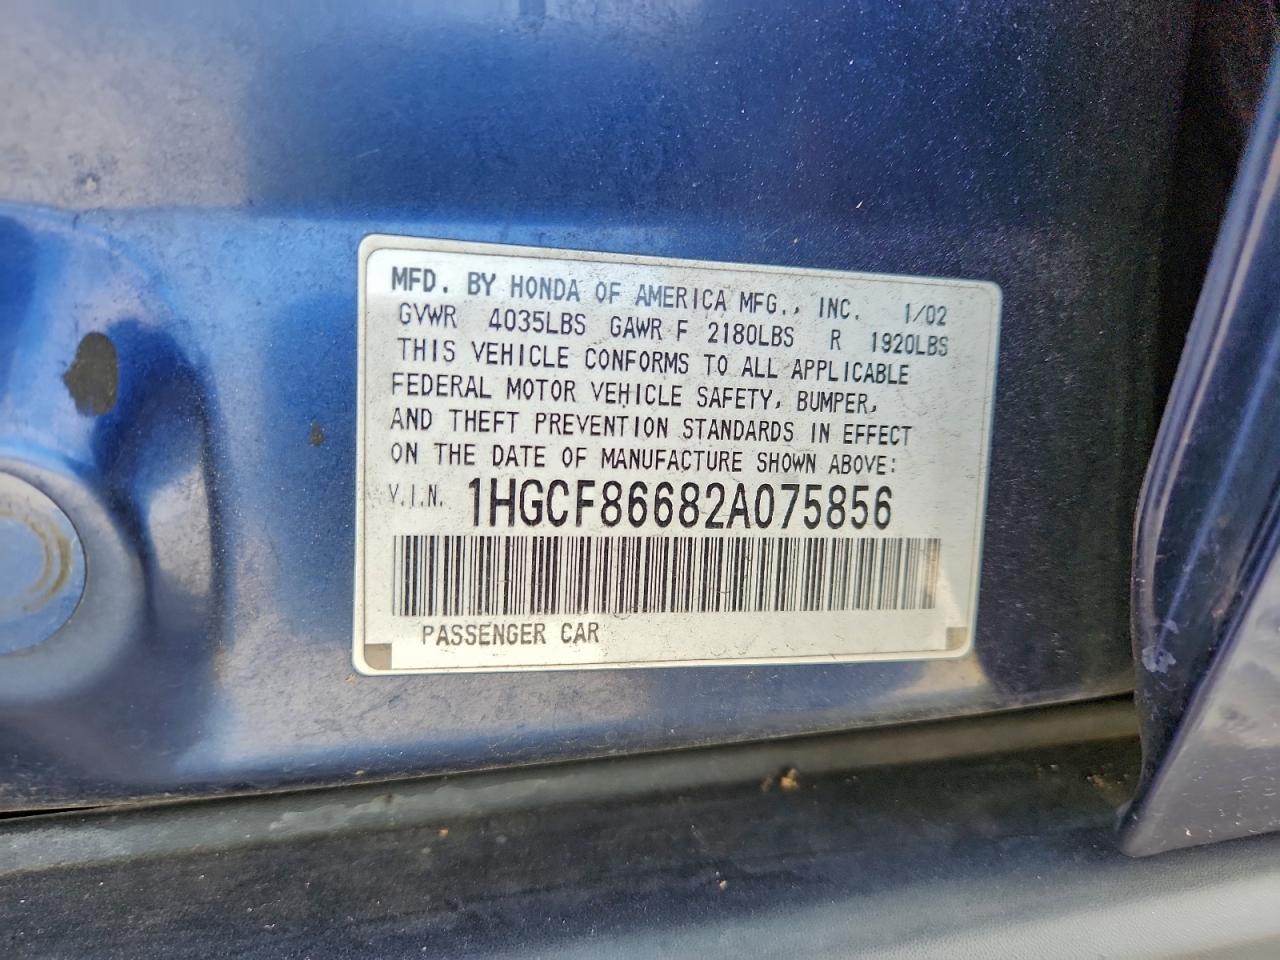 MFD. BY HONDA OF AMERICA MFG., INC. 1/02
GVWR 4035LBS GAWR F 2180LBS R 1920LBS
THIS VEHICLE CONFORMS TO ALL APPLICABLE
FEDERAL MOTOR VEHICLE SAFETY, BUMPER,
AND THEFT PREVENTION STANDARDS IN EFFECT
ON THE DATE OF MANUFACTURE SHOWN ABOVE:
V.I.N. 1HGCF86682A075856
PASSENGER CAR